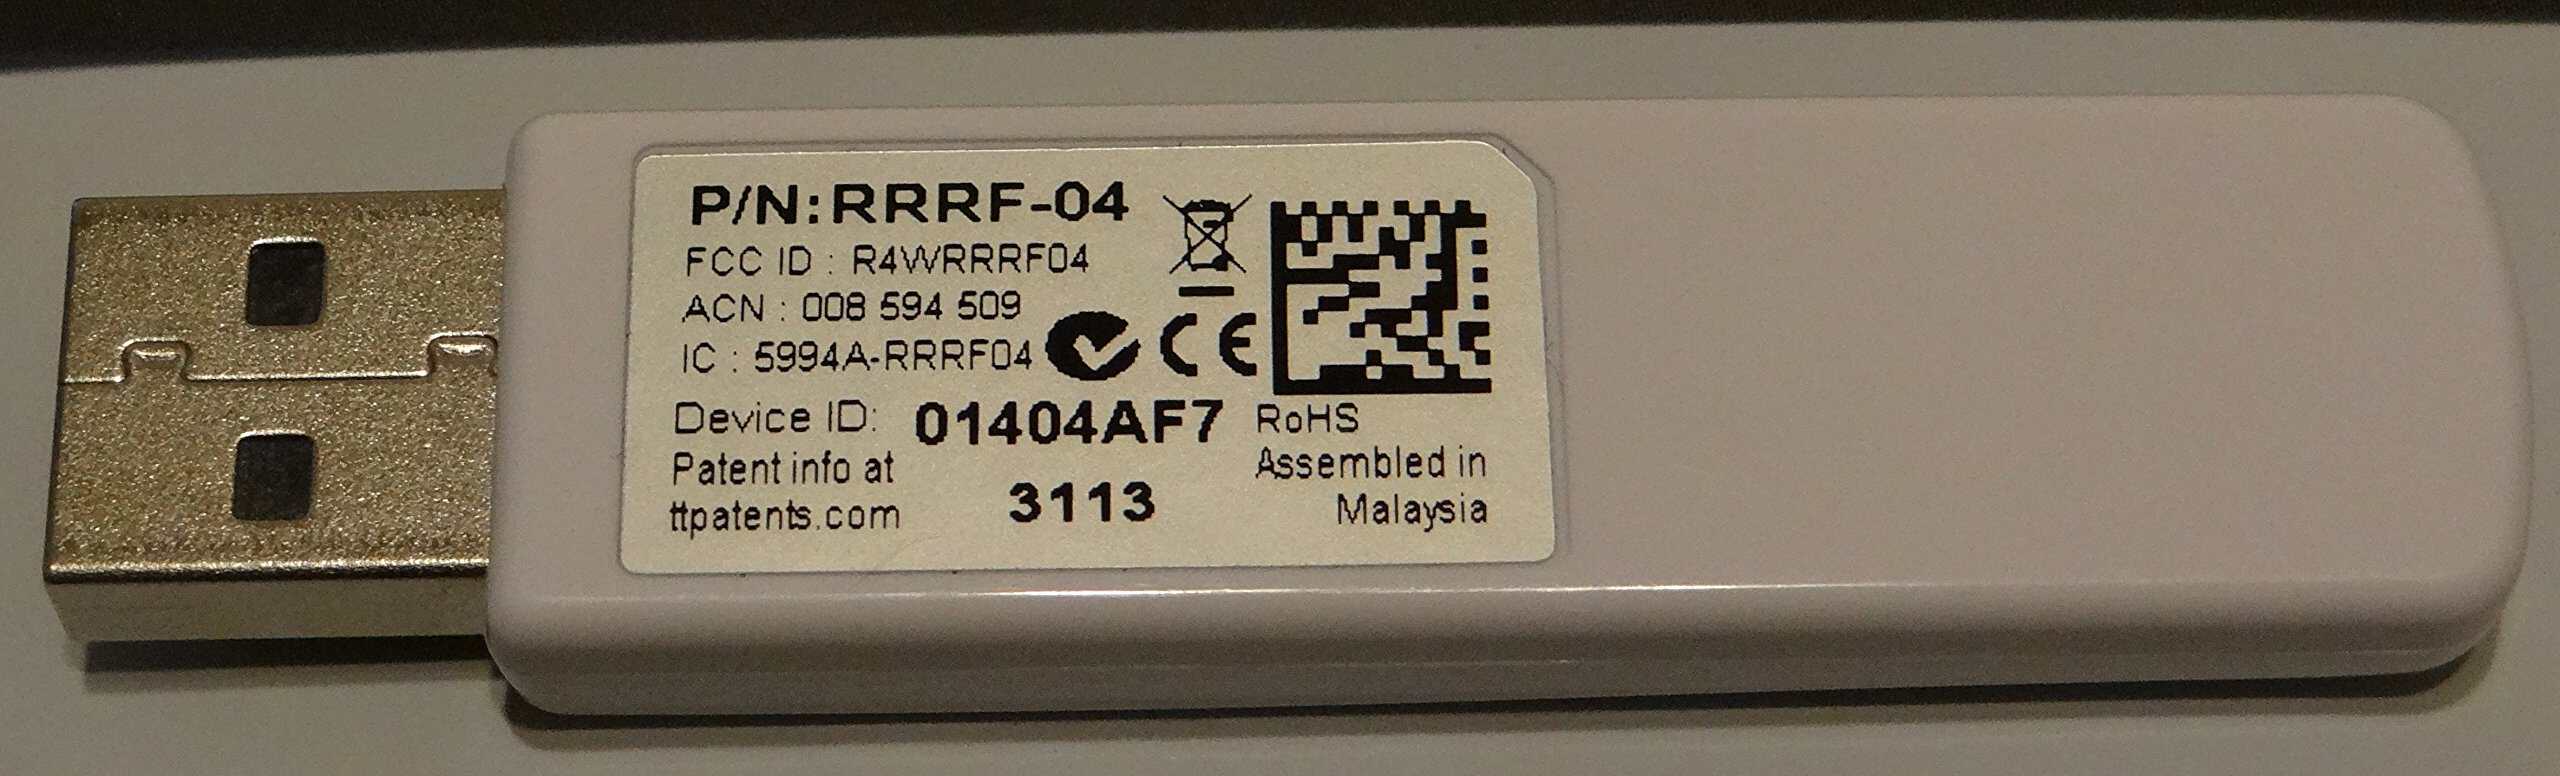 P/N:RRRF-04
FCC ID : R4WRRRF04
ACN : 008 594 509
IC : 5994A-RRRF04 CE
Device ID: 01404AF7 RoHS
Patent info at Assembled in
ttpatents.com 3113 Malaysia